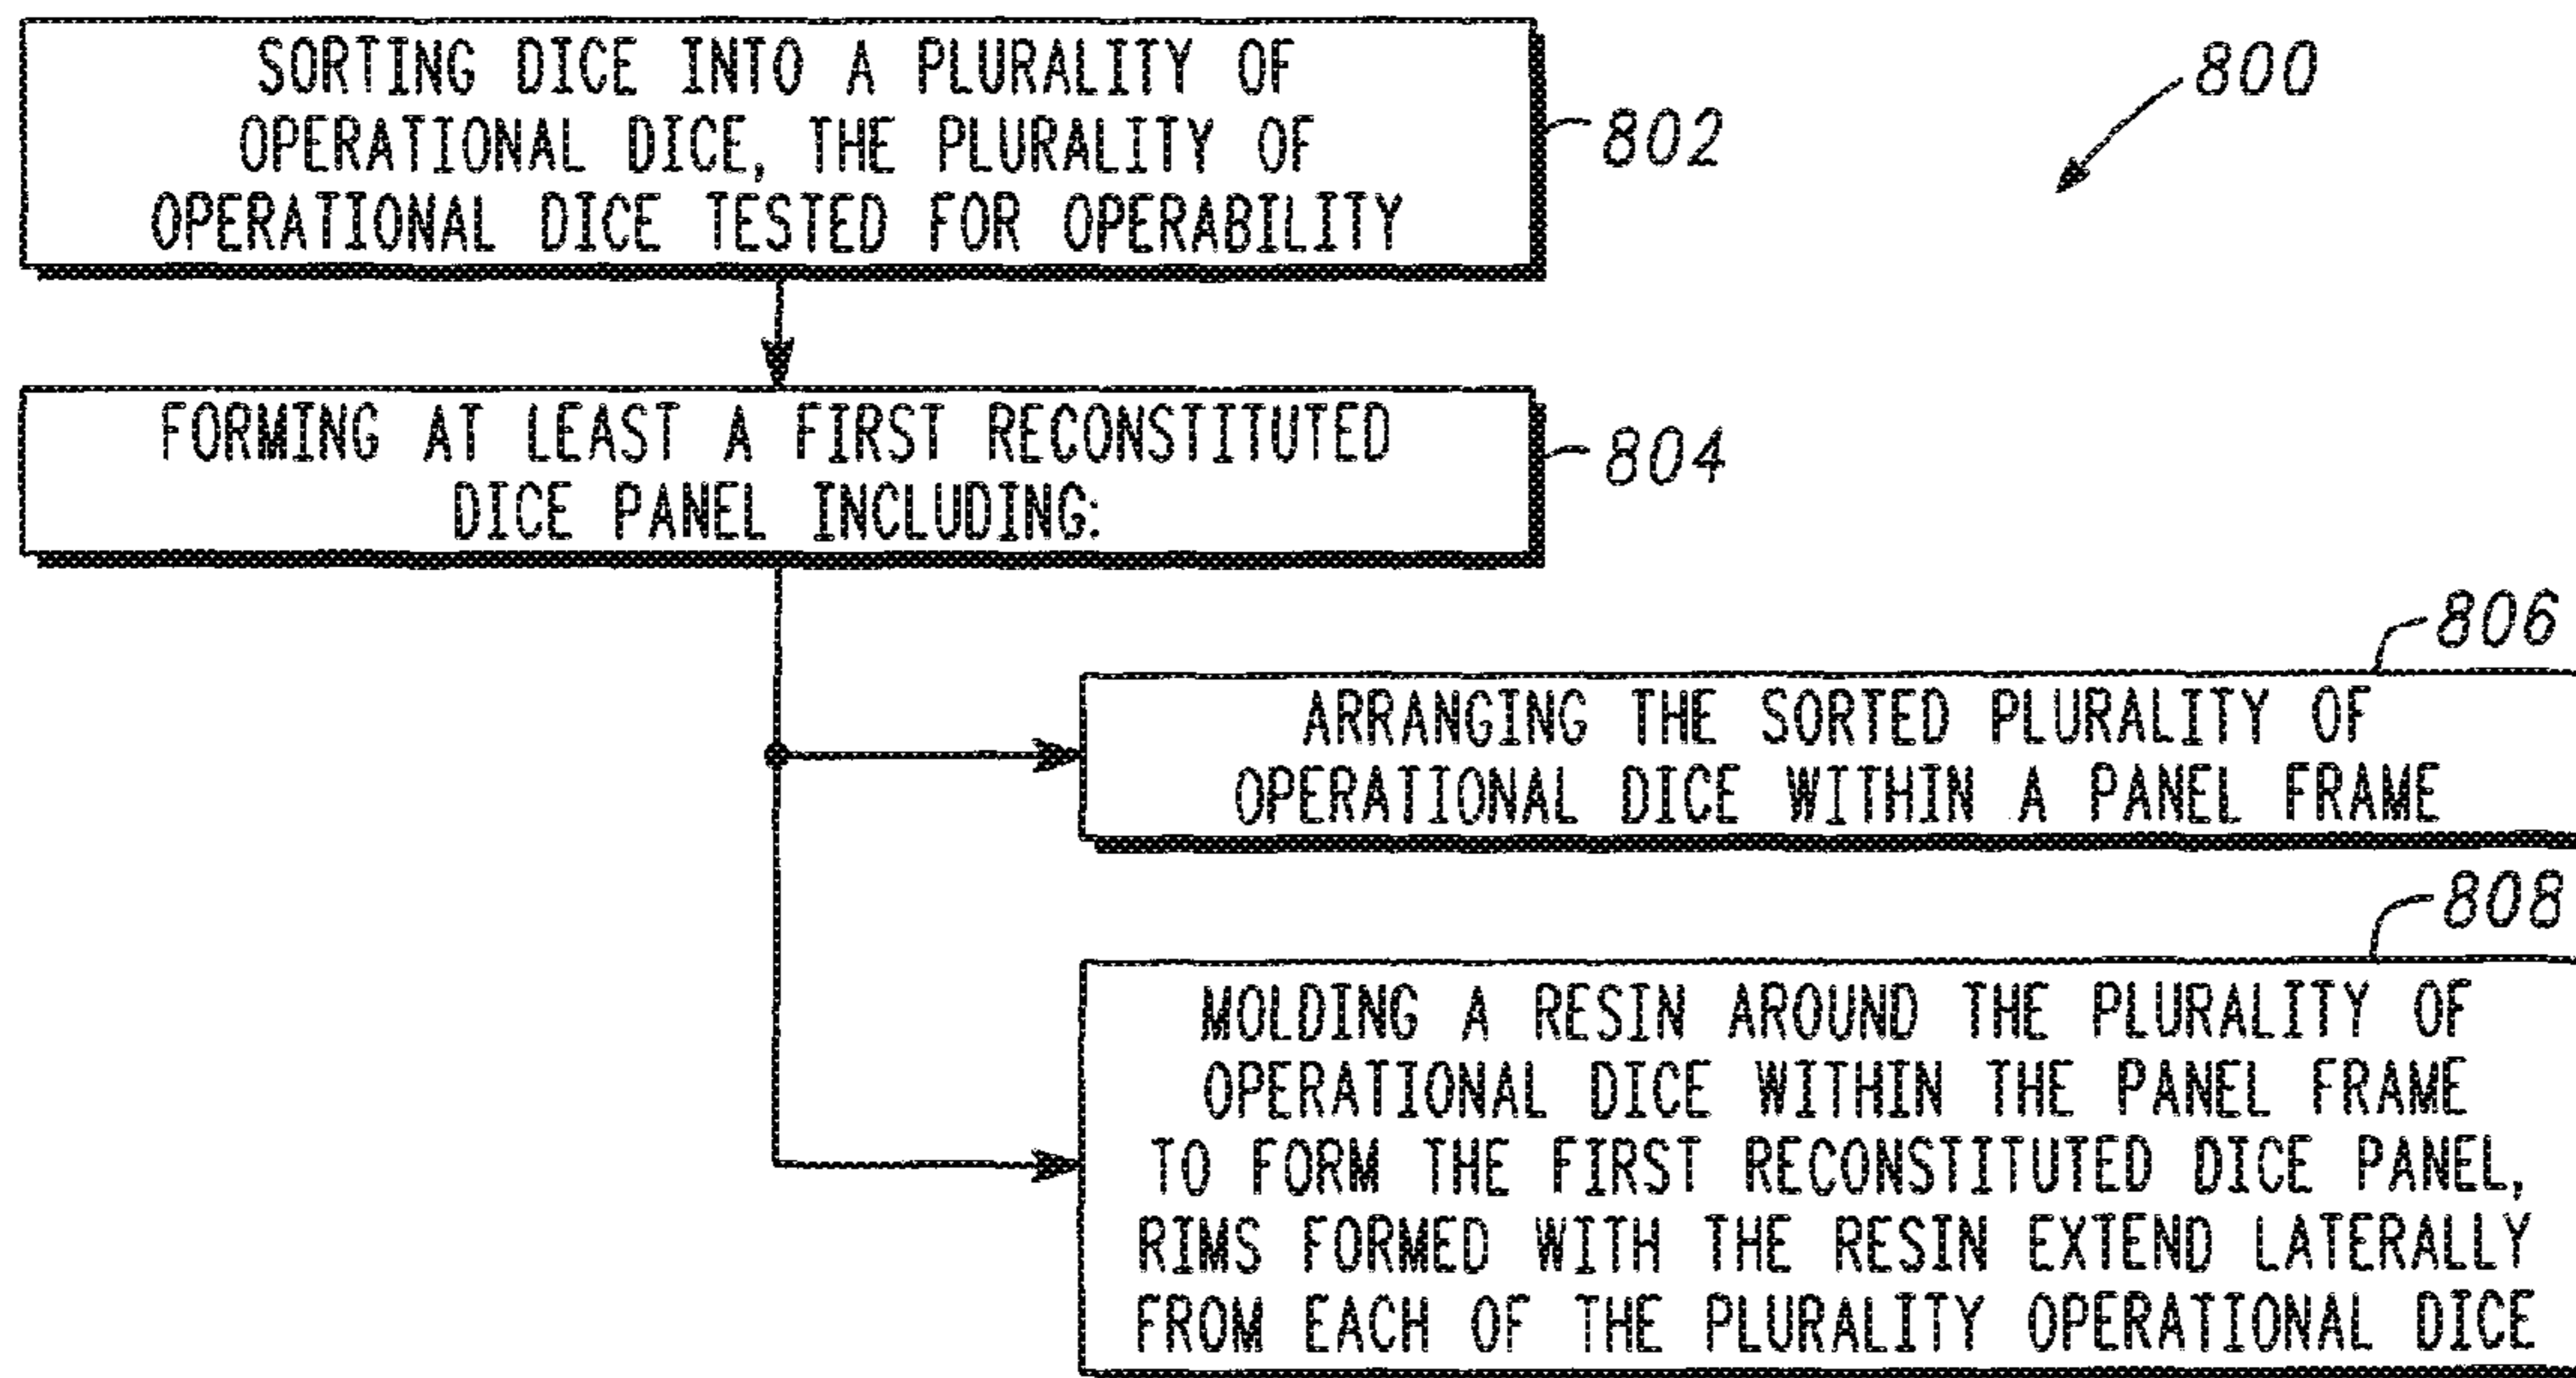 SORTING DICE INTO A PLURALITY OF
OPERATIONAL DICE, THE PLURALITY OF
OPERATIONAL DICE TESTED FOR OPERABILITY
802
800
FORMING AT LEAST A FIRST RECONSTITUTED
DICE PANEL INCLUDING:
804
806
ARRANGING THE SORTED PLURALITY OF
OPERATIONAL DICE WITHIN A PANEL FRAME
808
MOLDING A RESIN AROUND THE PLURALITY OF
OPERATIONAL DICE WITHIN THE PANEL FRAME
TO FORM THE FIRST RECONSTITUTED DICE PANEL,
RIMS FORMED WITH THE RESIN EXTEND LATERALLY
FROM EACH OF THE PLURALITY OPERATIONAL DICE